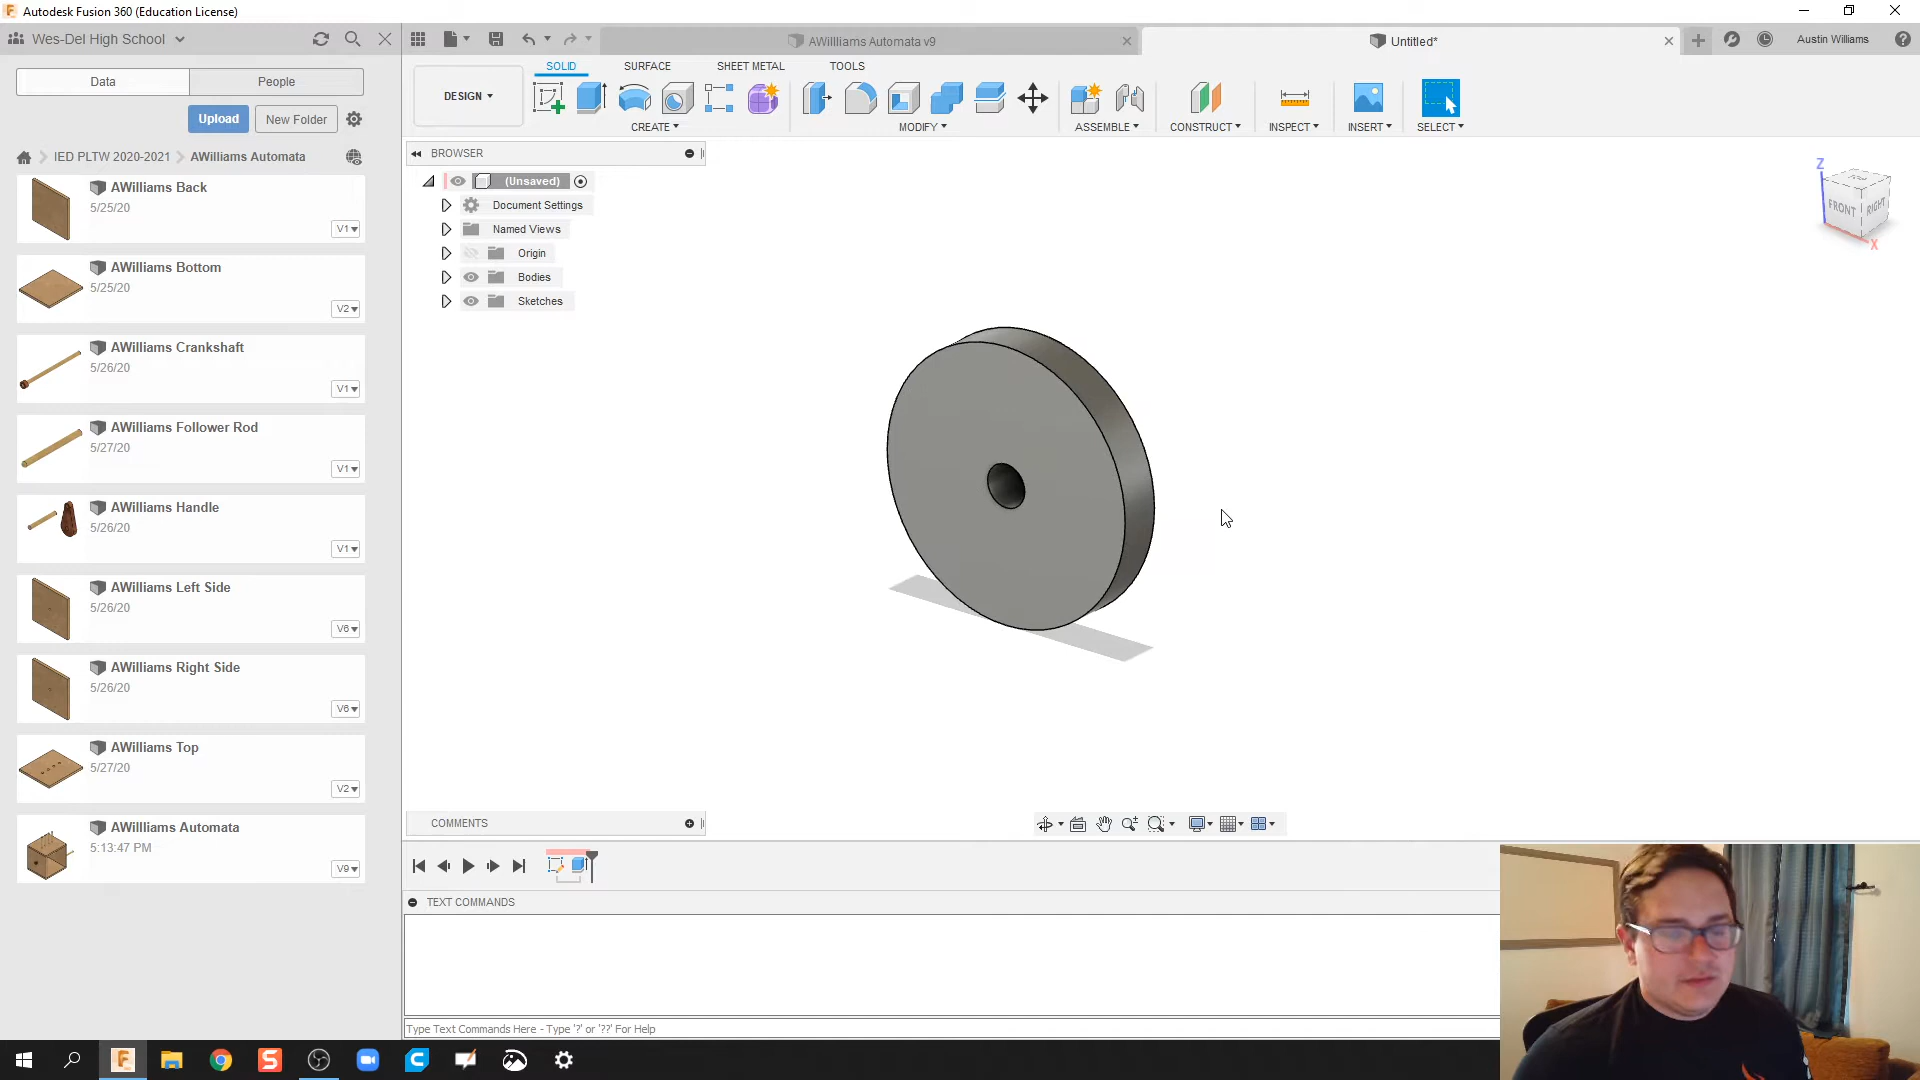 Autodesk Fusion 360 (Education License)
Wes-Del High School
AWillliams Automata v9
Untitled*
Austin Williams
Data
People
Upload
New Folder
IED PLTW 2020-2021
AWilliams Automata
AWilliams Back
5/25/20
V1
AWilliams Bottom
5/25/20
V2
AWilliams Crankshaft
5/26/20
V1
AWilliams Follower Rod
5/27/20
V1
AWilliams Handle
5/26/20
V1
AWilliams Left Side
5/26/20
V6
AWilliams Right Side
5/26/20
V6
AWilliams Top
5/27/20
V2
AWillliams Automata
5:13:47 PM
V9
SOLID
SURFACE
SHEET METAL
TOOLS
DESIGN
CREATE
MODIFY
ASSEMBLE
CONSTRUCT
INSPECT
INSERT
SELECT
BROWSER
(Unsaved)
Document Settings
Named Views
Origin
Bodies
Sketches
Z
FRONT
RIGHT
X
COMMENTS
TEXT COMMANDS
Type Text Commands Here - Type '?' or '??' For Help